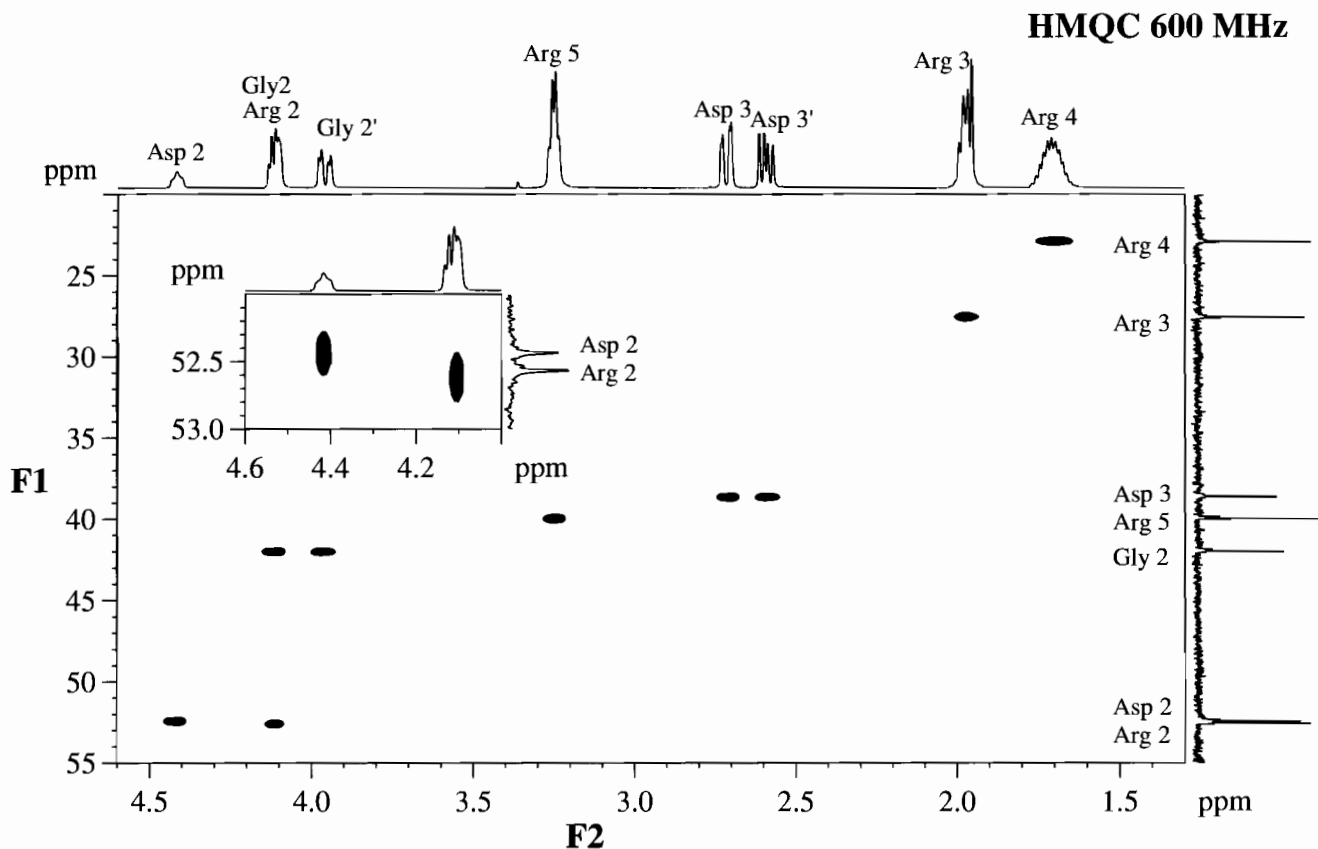 HMQC 600 MHz
Arg 5
Arg 3
Gly2
Arg 2
Asp 3
Asp 3'
Arg 4
Gly 2'
Asp 2
ppm
Arg 4
ppm
25
Arg 3
30
Asp 2
52.5
Arg 2
53.0
35
4.6
4.4
4.2
ppm
F1
Asp 3
40
Arg 5
Gly 2
45
50
Asp 2
Arg 2
55
4.5
4.0
3.5
3.0
2.5
2.0
1.5
ppm
F2